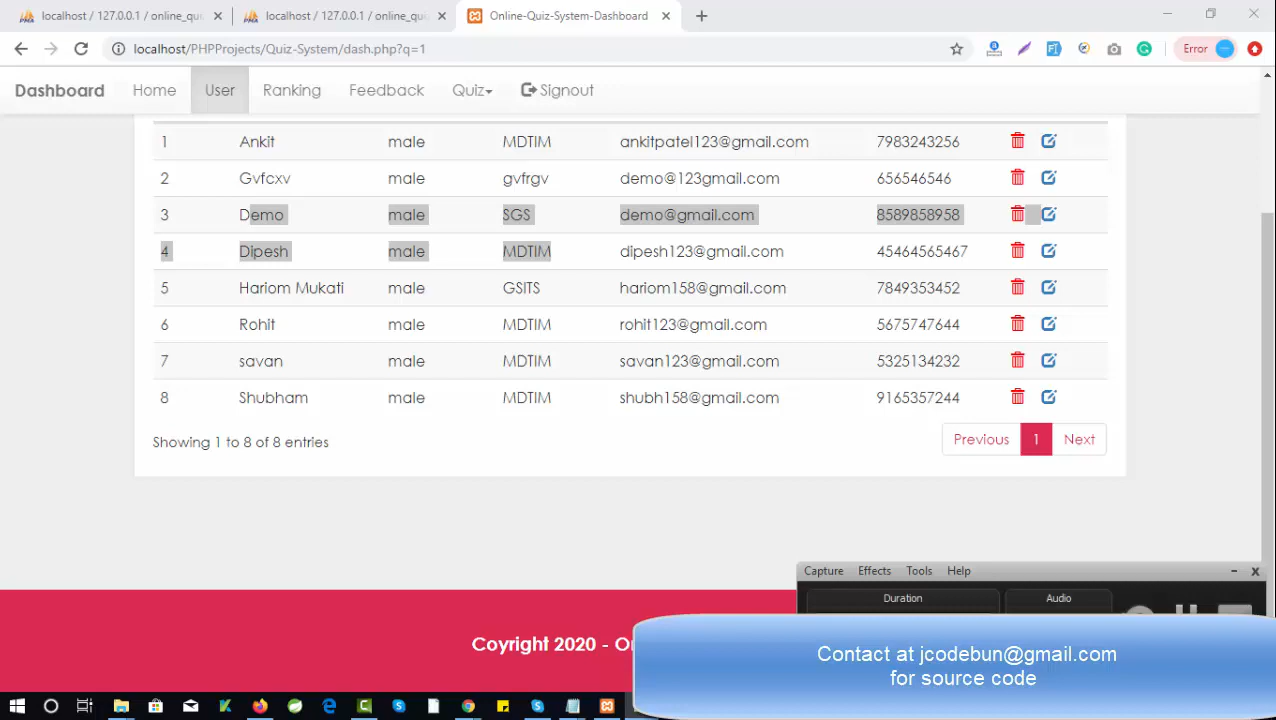 localhost / 127.0.0.1 / online_qu
localhost / 127.0.0.1 / online_qu
Online-Quiz-System-Dashboard
localhost/PHPProjects/Quiz-System/dash.php?q=1
Error
Dashboard Home User Ranking Feedback Quiz Signout
1 Ankit male MDTIM ankitpatel123@gmail.com 7983243256
2 Gvfcxv male gvfrgv demo@123gmail.com 656546546
3 Demo male SGS demo@gmail.com 8589858958
4 Dipesh male MDTIM dipesh123@gmail.com 45464565467
5 Hariom Mukati male GSITS hariom158@gmail.com 7849353452
6 Rohit male MDTIM rohit123@gmail.com 5675747644
7 savan male MDTIM savan123@gmail.com 5325134232
8 Shubham male MDTIM shubh158@gmail.com 9165357244
Showing 1 to 8 of 8 entries
Previous 1 Next
Capture Effects Tools Help
Duration Audio
Coyright 2020 - O
Contact at jcodebun@gmail.com
for source code